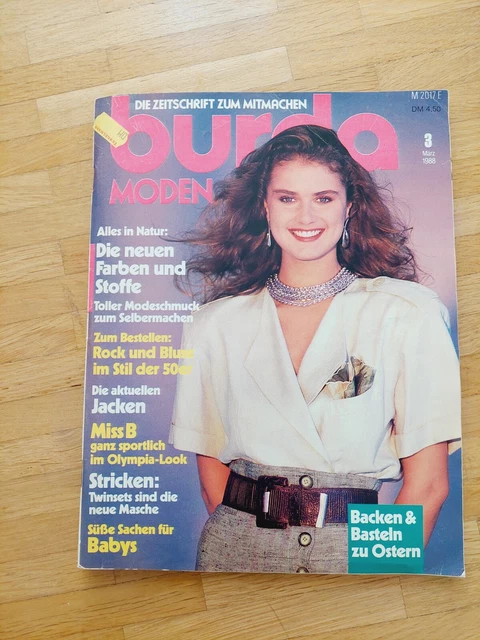 M 2017 E
DIE ZEITSCHRIFT ZUM MITMACHEN
DM 4.50
burda
MODEN
3
März
1988
Alles in Natur:
Die neuen
Farben und
Stoffe
Toller Modeschmuck
zum Selbermachen
Zum Bestellen:
Rock und Bluse
im Stil der 50er
Die aktuellen
Jacken
Miss B
ganz sportlich
im Olympia-Look
Stricken:
Twinsets sind die
neue Masche
Süße Sachen für
Babys
Backen &
Basteln
zu Ostern